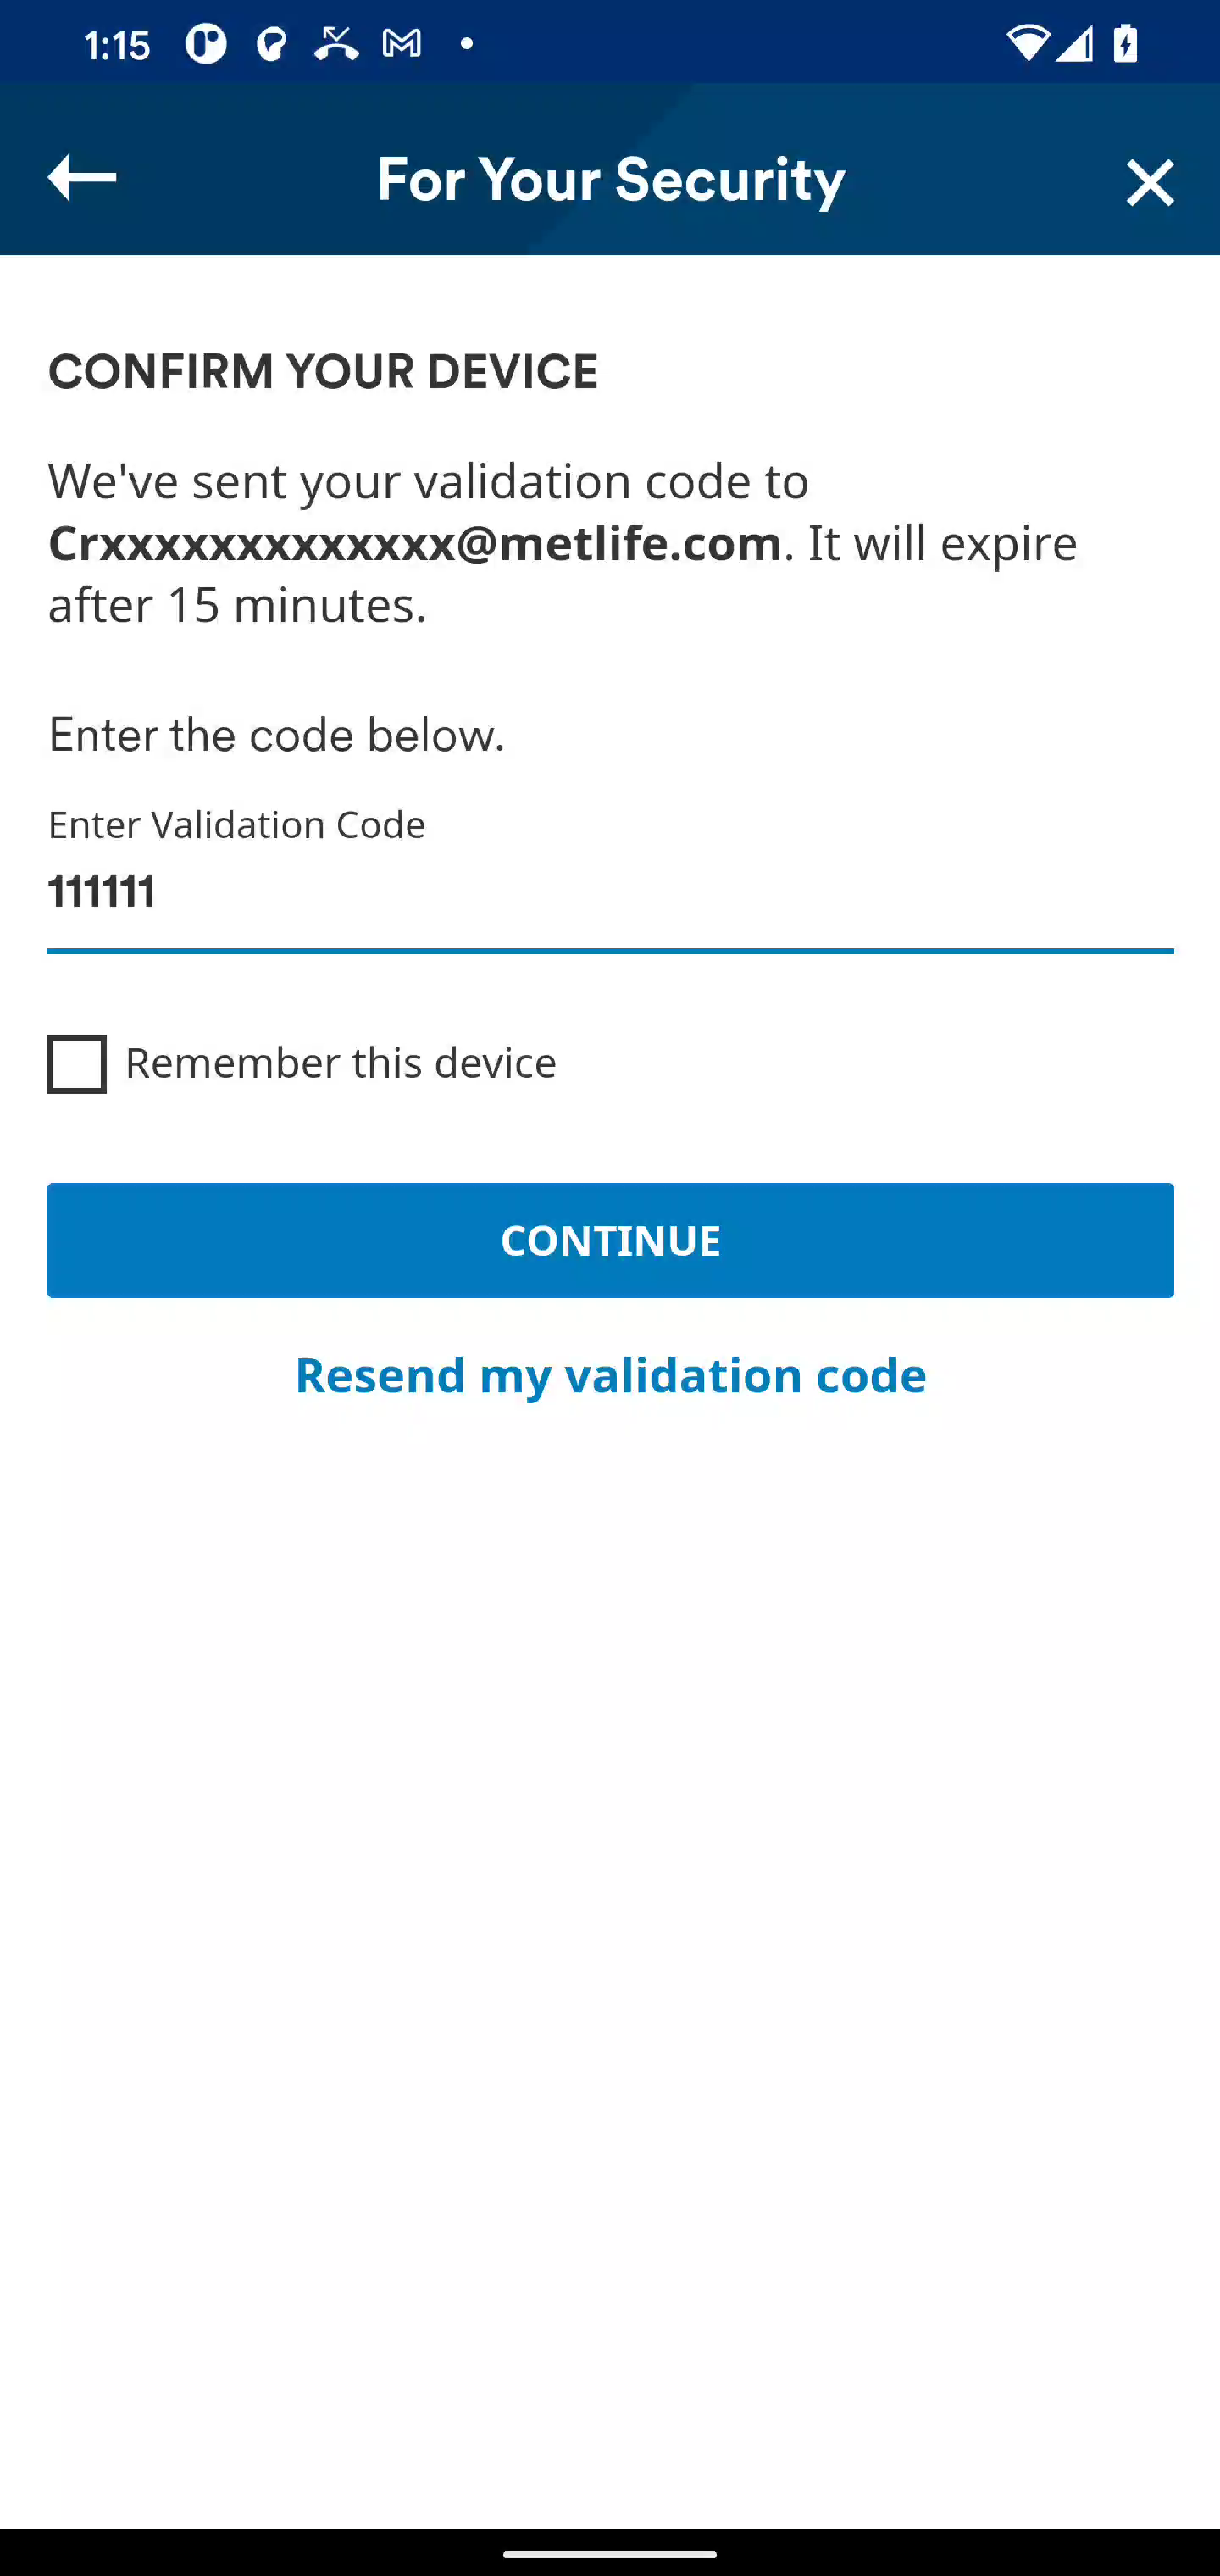 1:15
For Your Security
CONFIRM YOUR DEVICE
We've sent your validation code to
Crxxxxxxxxxxxxx@metlife.com. It will expire
after 15 minutes.
Enter the code below.
Enter Validation Code
111111
Remember this device
CONTINUE
Resend my validation code